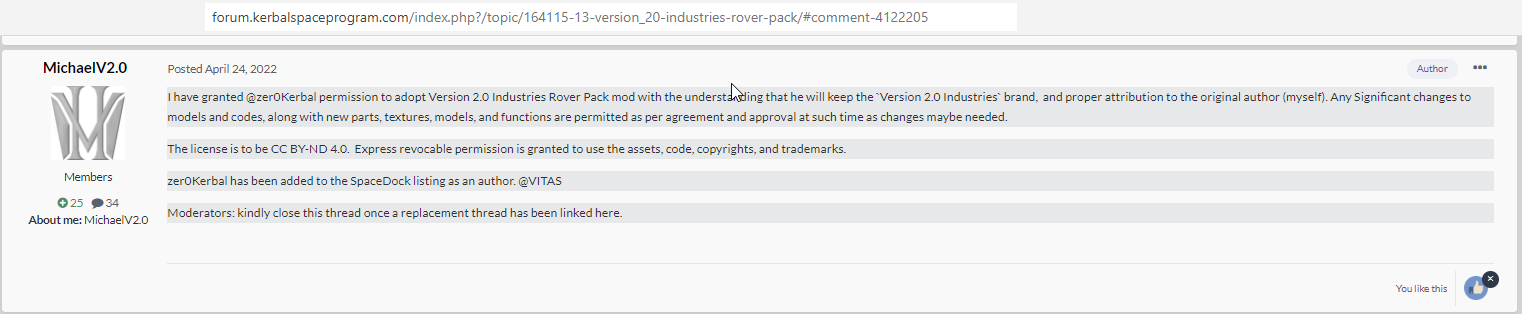 forum.kerbalspaceprogram.com/index.php?/topic/164115-13-version_20-industries-rover-pack/#comment-4122205
MichaelV2.0
Posted April 24, 2022
Author
I have granted @zer0Kerbal permission to adopt Version 2.0 Industries Rover Pack mod with the understanding that he will keep the `Version 2.0 Industries` brand, and proper attribution to the original author (myself). Any Significant changes to
models and codes, along with new parts, textures, models, and functions are permitted as per agreement and approval at such time as changes maybe needed.
The license is to be CC BY-ND 4.0. Express revocable permission is granted to use the assets, code, copyrights, and trademarks.
Members
zer0Kerbal has been added to the SpaceDock listing as an author. @VITAS
25 34
About me: MichaelV2.0
Moderators: kindly close this thread once a replacement thread has been linked here.
You like this